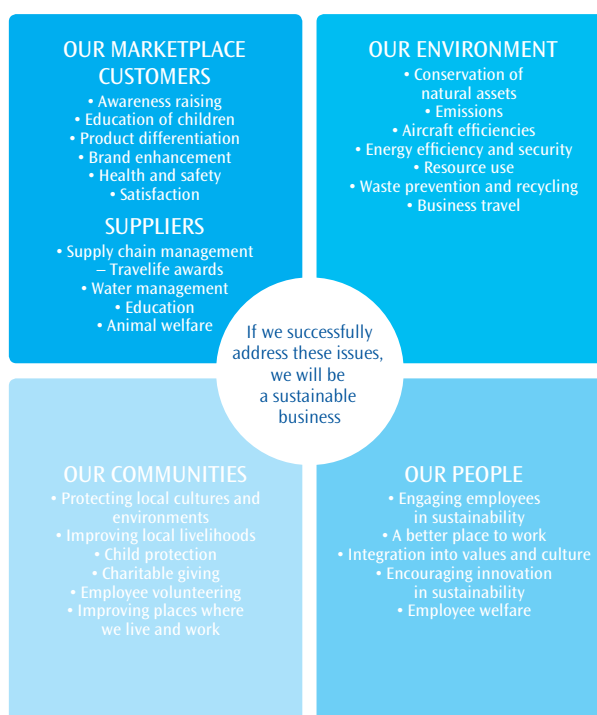 OUR MARKETPLACE
CUSTOMERS
• Awareness raising
• Education of children
• Product differentiation
• Brand enhancement
• Health and safety
• Satisfaction
SUPPLIERS
• Supply chain management
– Travelife awards
• Water management
• Education
• Animal welfare
OUR ENVIRONMENT
• Conservation of
natural assets
• Emissions
• Aircraft efficiencies
• Energy efficiency and security
• Resource use
• Waste prevention and recycling
• Business travel
If we successfully
address these issues,
we will be
a sustainable
business
OUR COMMUNITIES
• Protecting local cultures and
environments
• Improving local livelihoods
• Child protection
• Charitable giving
• Employee volunteering
• Improving places where
we live and work
OUR PEOPLE
• Engaging employees
in sustainability
• A better place to work
• Integration into values and culture
• Encouraging innovation
in sustainability
• Employee welfare